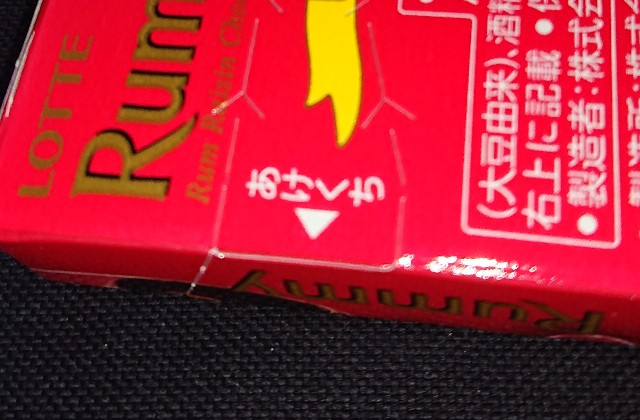 LOTTE
Rum
Rum Raisin Cho
あけくち
(大豆由来)、酒粕
右上に記載 ●
●製造者:株式会
Rummy